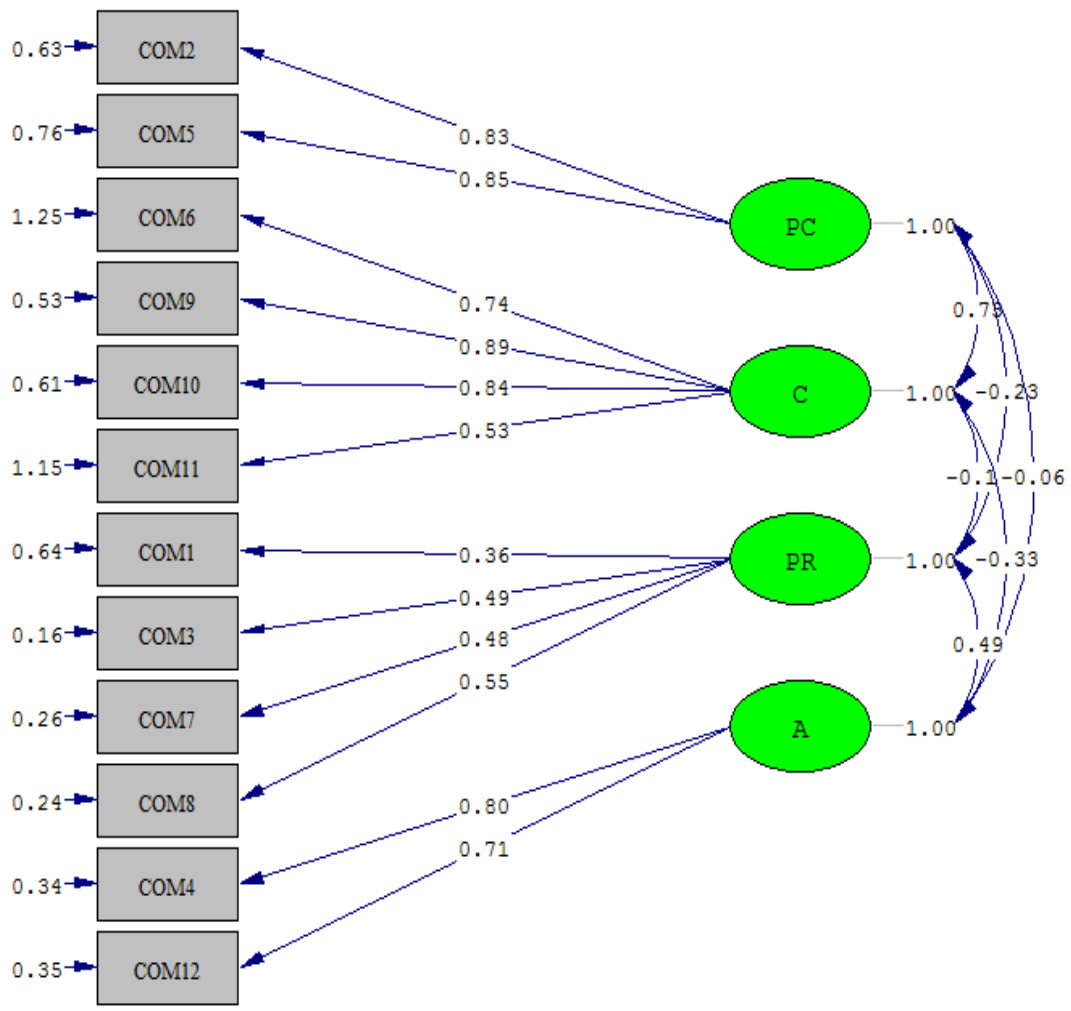 0.63 COM2
0.83
0.76 COM5
0.85
1.25 COM6
PC 1.00
0.74
0.53 COM9
0.89
0.61 COM10
0.84
C 1.00 -0.23
0.53
1.15 COM11
-0.06
0.64 COM1
0.36
PR 1.00 -0.33
0.49
0.16 COM3
0.48
0.49
0.26 COM7
0.55
A 1.00
0.24 COM8
0.80
0.34 COM4
0.71
0.35 COM12